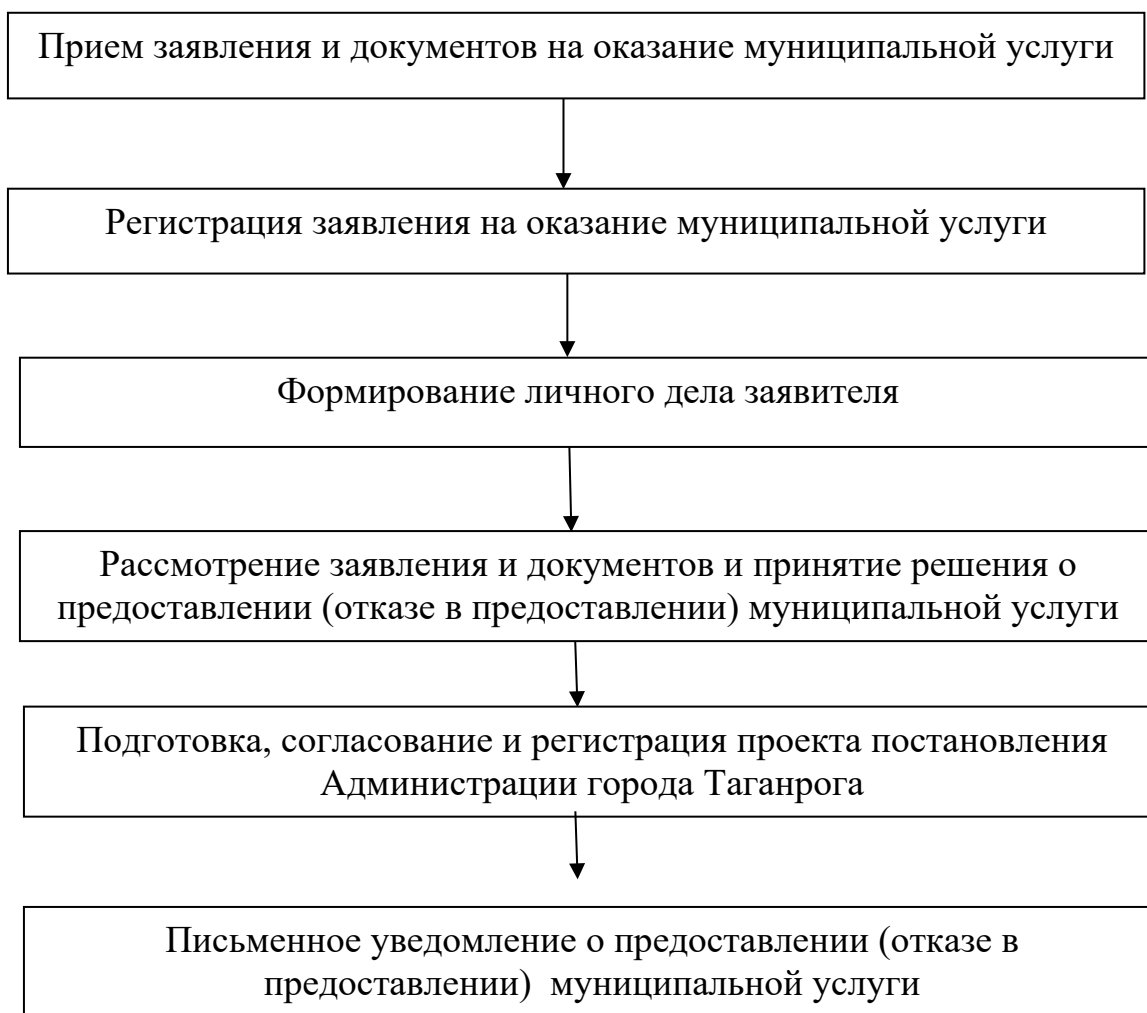 Прием заявления и документов на оказание муниципальной услуги
Регистрация заявления на оказание муниципальной услуги
Формирование личного дела заявителя
Рассмотрение заявления и документов и принятие решения о
предоставлении (отказе в предоставлении) муниципальной услуги
Подготовка, согласование и регистрация проекта постановления
Администрации города Таганрога
Письменное уведомление о предоставлении (отказе в
предоставлении) муниципальной услуги